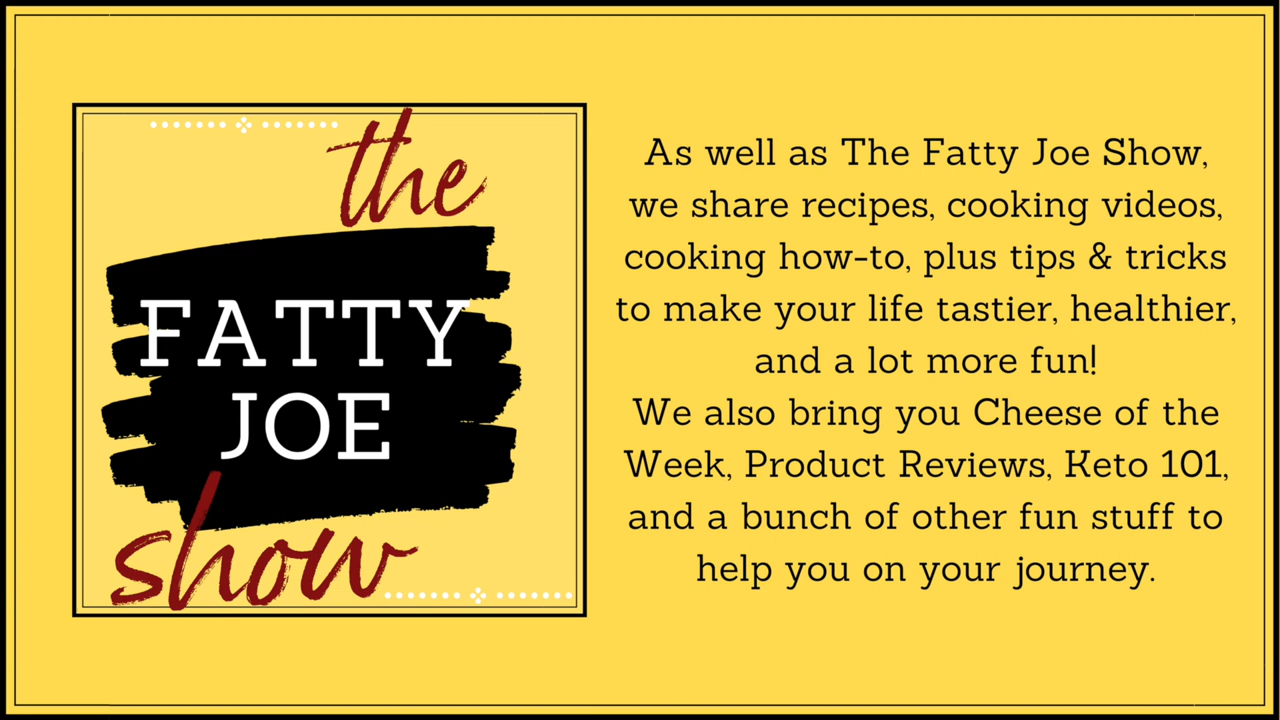 the
FATTY
JOE
show
As well as The Fatty Joe Show,
we share recipes, cooking videos,
cooking how-to, plus tips & tricks
to make your life tastier, healthier,
and a lot more fun!
We also bring you Cheese of the
Week, Product Reviews, Keto 101,
and a bunch of other fun stuff to
help you on your journey.